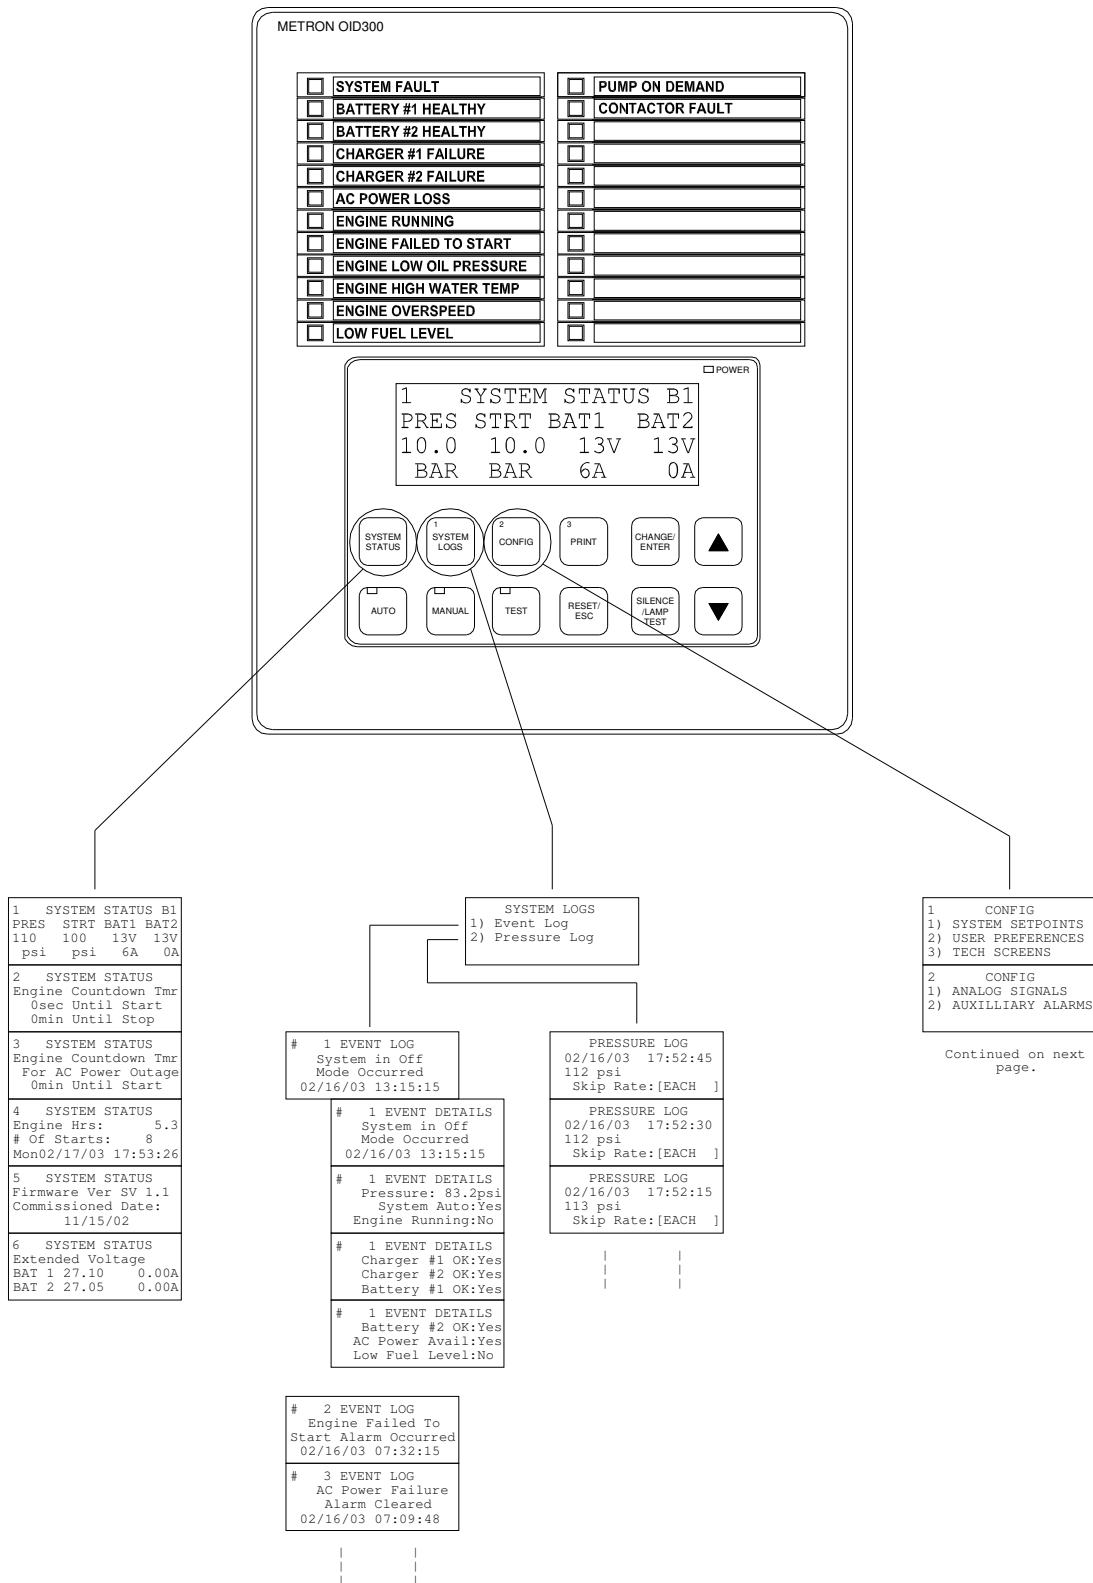 METRON OID300
SYSTEM FAULT
BATTERY #1 HEALTHY
BATTERY #2 HEALTHY
CHARGER #1 FAILURE
CHARGER #2 FAILURE
AC POWER LOSS
ENGINE RUNNING
ENGINE FAILED TO START
ENGINE LOW OIL PRESSURE
ENGINE HIGH WATER TEMP
ENGINE OVERSPEED
LOW FUEL LEVEL
PUMP ON DEMAND
CONTACTOR FAULT
POWER
1 SYSTEM STATUS B1
PRES STRT BAT1 BAT2
10.0 10.0 13V 13V
BAR BAR 6A 0A
SYSTEM
STATUS
1
SYSTEM
LOGS
2
CONFIG
3
PRINT
CHANGE/
ENTER
▲
AUTO
MANUAL
TEST
RESET/
ESC
SILENCE
/LAMP
TEST
▼
1 SYSTEM STATUS B1
PRES STRT BAT1 BAT2
110 100 13V 13V
psi psi 6A 0A
2 SYSTEM STATUS
Engine Countdown Tmr
0sec Until Start
0min Until Stop
3 SYSTEM STATUS
Engine Countdown Tmr
For AC Power Outage
0min Until Start
4 SYSTEM STATUS
Engine Hrs: 5.3
# Of Starts: 8
Mon02/17/03 17:53:26
5 SYSTEM STATUS
Firmware Ver SV 1.1
Commissioned Date:
11/15/02
6 SYSTEM STATUS
Extended Voltage
BAT 1 27.10 0.00A
BAT 2 27.05 0.00A
SYSTEM LOGS
1) Event Log
2) Pressure Log
# 1 EVENT LOG
System in Off
Mode Occurred
02/16/03 13:15:15
# 1 EVENT DETAILS
System in Off
Mode Occurred
02/16/03 13:15:15
# 1 EVENT DETAILS
Pressure: 83.2psi
System Auto:Yes
Engine Running:No
# 1 EVENT DETAILS
Charger #1 OK:Yes
Charger #2 OK:Yes
Battery #1 OK:Yes
# 1 EVENT DETAILS
Battery #2 OK:Yes
AC Power Avail:Yes
Low Fuel Level:No
# 2 EVENT LOG
Engine Failed To
Start Alarm Occurred
02/16/03 07:32:15
# 3 EVENT LOG
AC Power Failure
Alarm Cleared
02/16/03 07:09:48
PRESSURE LOG
02/16/03 17:52:45
112 psi
Skip Rate:[EACH ]
PRESSURE LOG
02/16/03 17:52:30
112 psi
Skip Rate:[EACH ]
PRESSURE LOG
02/16/03 17:52:15
113 psi
Skip Rate:[EACH ]
1 CONFIG
1) SYSTEM SETPOINTS
2) USER PREFERENCES
3) TECH SCREENS
2 CONFIG
1) ANALOG SIGNALS
2) AUXILLIARY ALARMS
Continued on next
page.